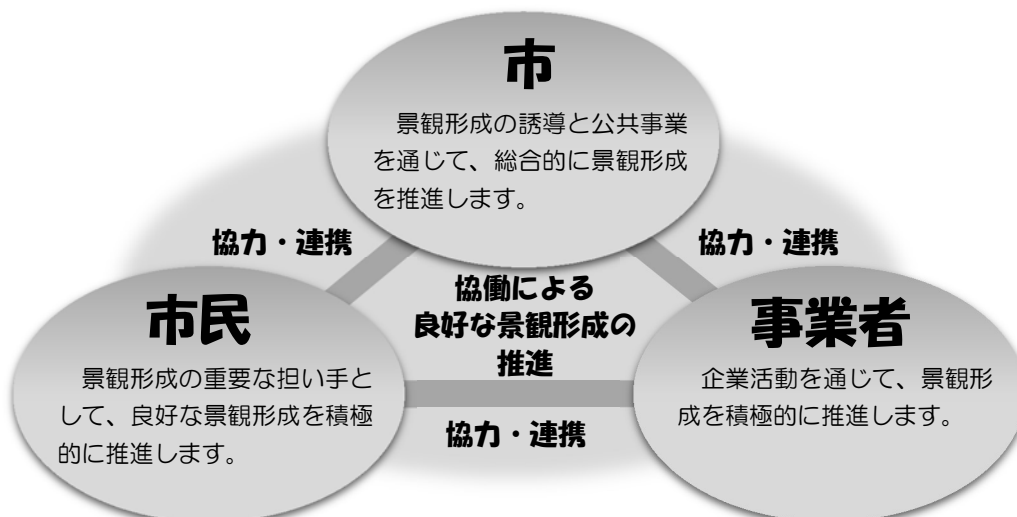 市
景観形成の誘導と公共事業
を通じて、総合的に景観形成
を推進します。
協力・連携
協力・連携
協働による
良好な景観形成の
推進
市民
景観形成の重要な担い手と
して、良好な景観形成を積極
的に推進します。
事業者
企業活動を通じて、景観形
成を積極的に推進します。
協力・連携